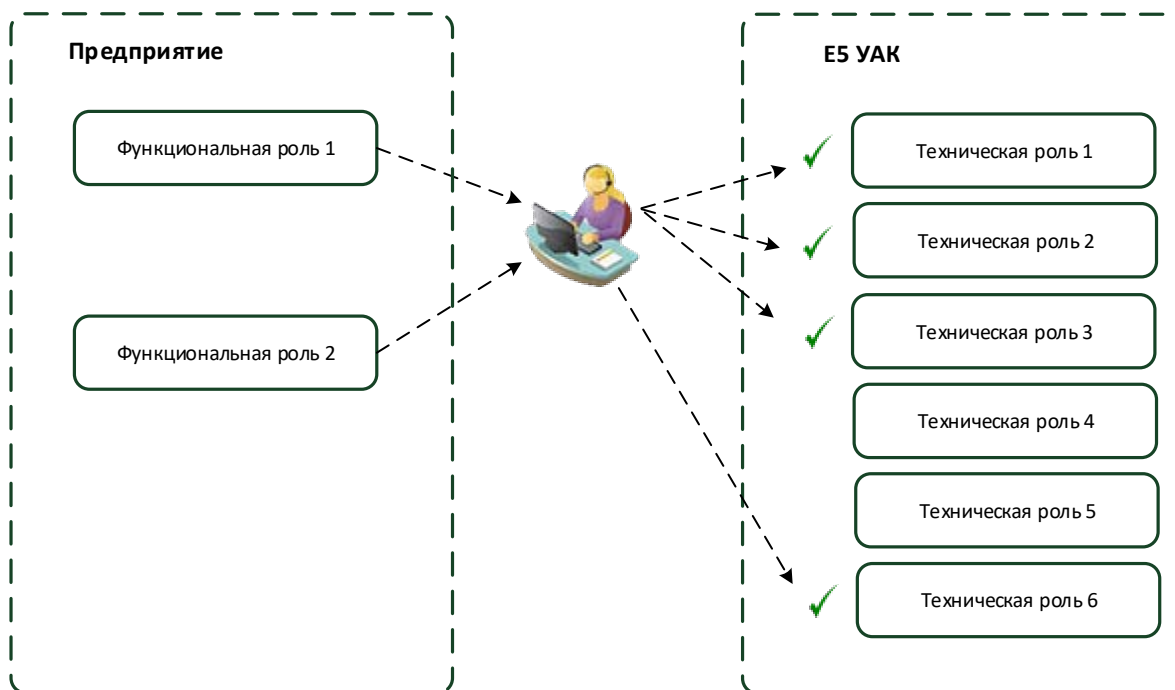 Предприятие
Функциональная роль 1
Функциональная роль 2
E5 УАК
Техническая роль 1
Техническая роль 2
Техническая роль 3
Техническая роль 4
Техническая роль 5
Техническая роль 6